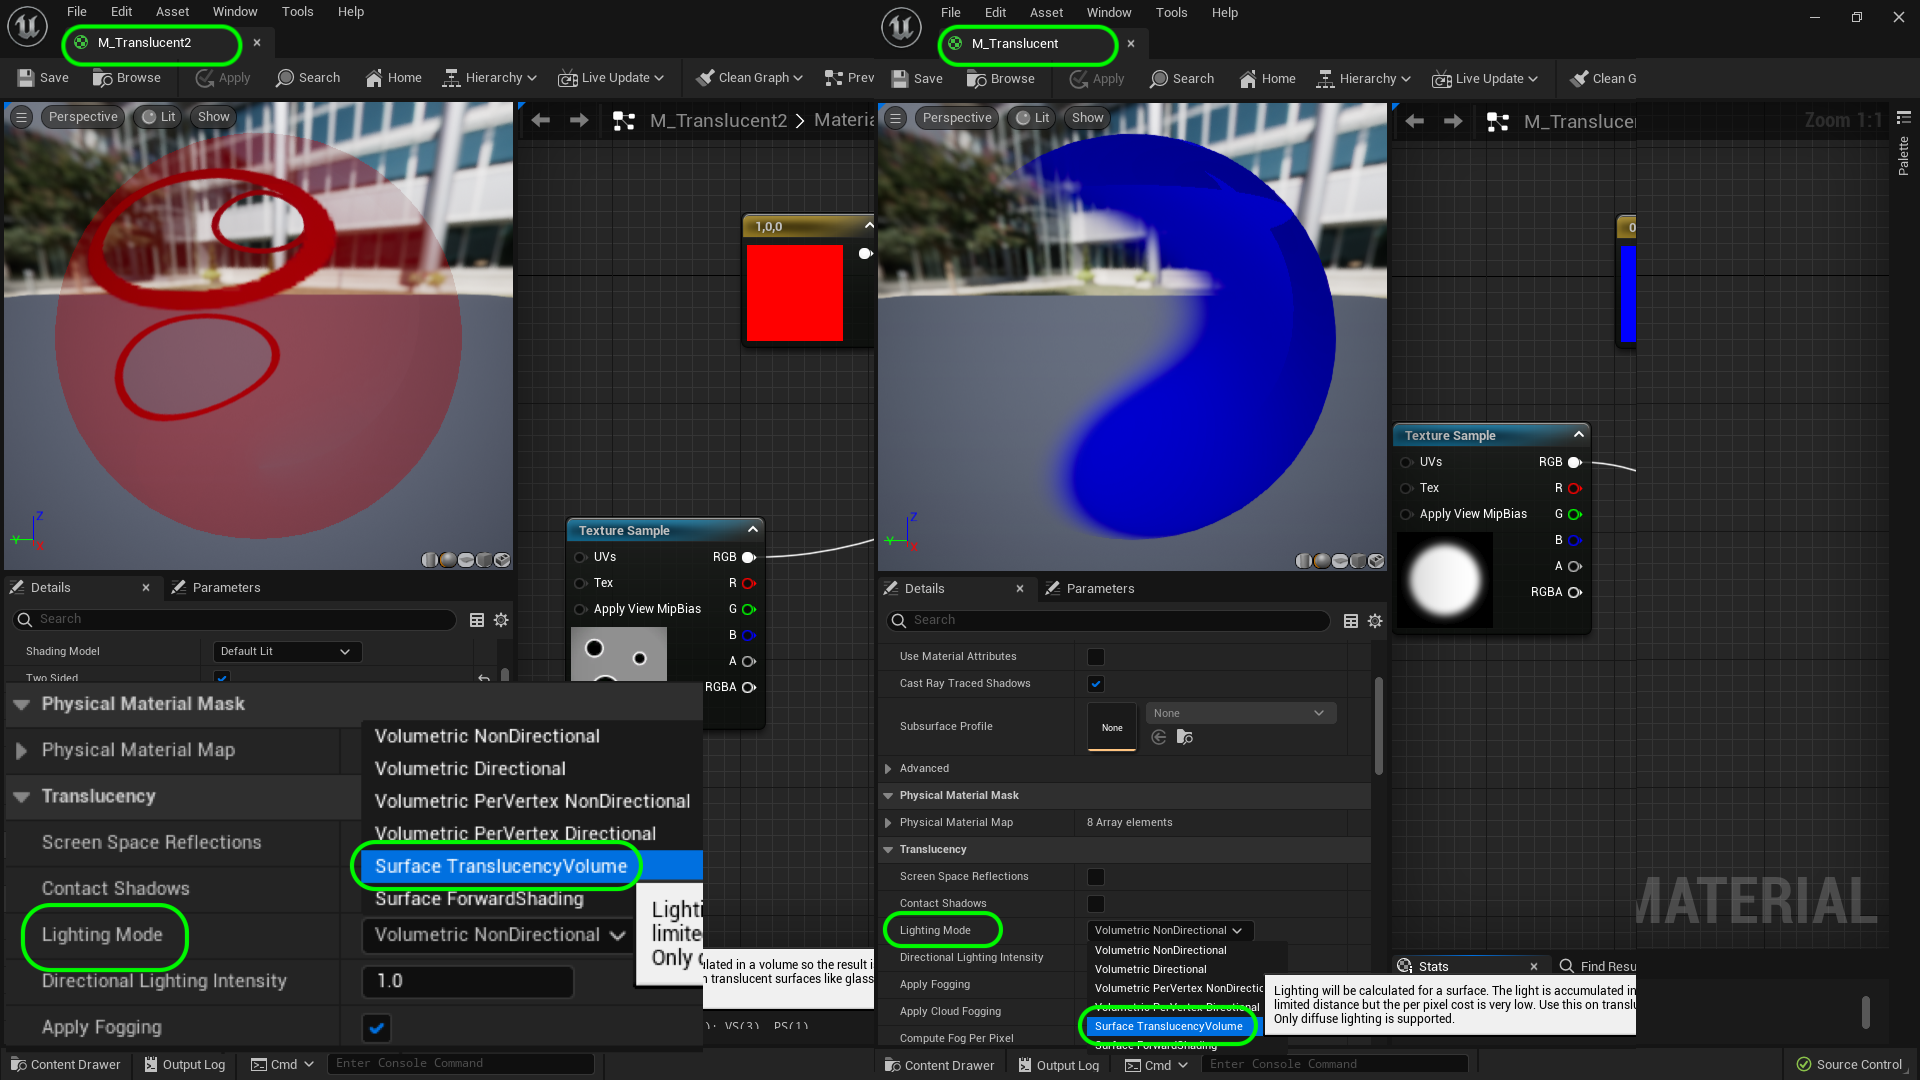 File Edit Asset Window Tools Help
M_Translucent2
Save Browse Apply Search Home Hierarchy Live Update Clean Graph Prev
Perspective Lit Show
M_Translucent2 > Materia
1,0,0
Texture Sample
UVs RGB
Tex R
Apply View MipBias G
B
A
RGBA
Z
Y
X
Details Parameters
Search
Shading Model Default Lit
Two Sided
Physical Material Mask
Physical Material Map
Translucency
Screen Space Reflections
Contact Shadows
Lighting Mode Volumetric NonDirectional
Directional Lighting Intensity 1.0
Apply Fogging
Volumetric NonDirectional
Volumetric Directional
Volumetric PerVertex NonDirectional
Volumetric PerVertex Directional
Surface TranslucencyVolume
Surface ForwardShading
Lighti
limite
Only
ulated in a volume so the result i
n translucent surfaces like glass
): VS(3), PS(1)
Content Drawer Output Log Cmd Enter Console Command
File Edit Asset Window Tools Help
M_Translucent
Save Browse Apply Search Home Hierarchy Live Update Clean G
Perspective Lit Show
M_Translucer
Zoom 1:1
Palette
0
Texture Sample
UVs RGB
Tex R
Apply View MipBias G
B
A
RGBA
Z
Y
X
Details Parameters
Search
Use Material Attributes
Cast Ray Traced Shadows
Subsurface Profile None None
Advanced
Physical Material Mask
Physical Material Map 8 Array elements
Translucency
Screen Space Reflections
Contact Shadows
Lighting Mode Volumetric NonDirectional
Directional Lighting Intensity
Apply Fogging
Apply Cloud Fogging
Compute Fog Per Pixel
Volumetric NonDirectional
Volumetric Directional
Volumetric PerVertex NonDirectio
Volumetric PerVertex Directional
Surface TranslucencyVolume
Surface ForwardShading
MATERIAL
Stats Find Resu
Lighting will be calculated for a surface. The light is accumulated in
limited distance but the per pixel cost is very low. Use this on translu
Only diffuse lighting is supported.
Content Drawer Output Log Cmd Enter Console Command
Source Control